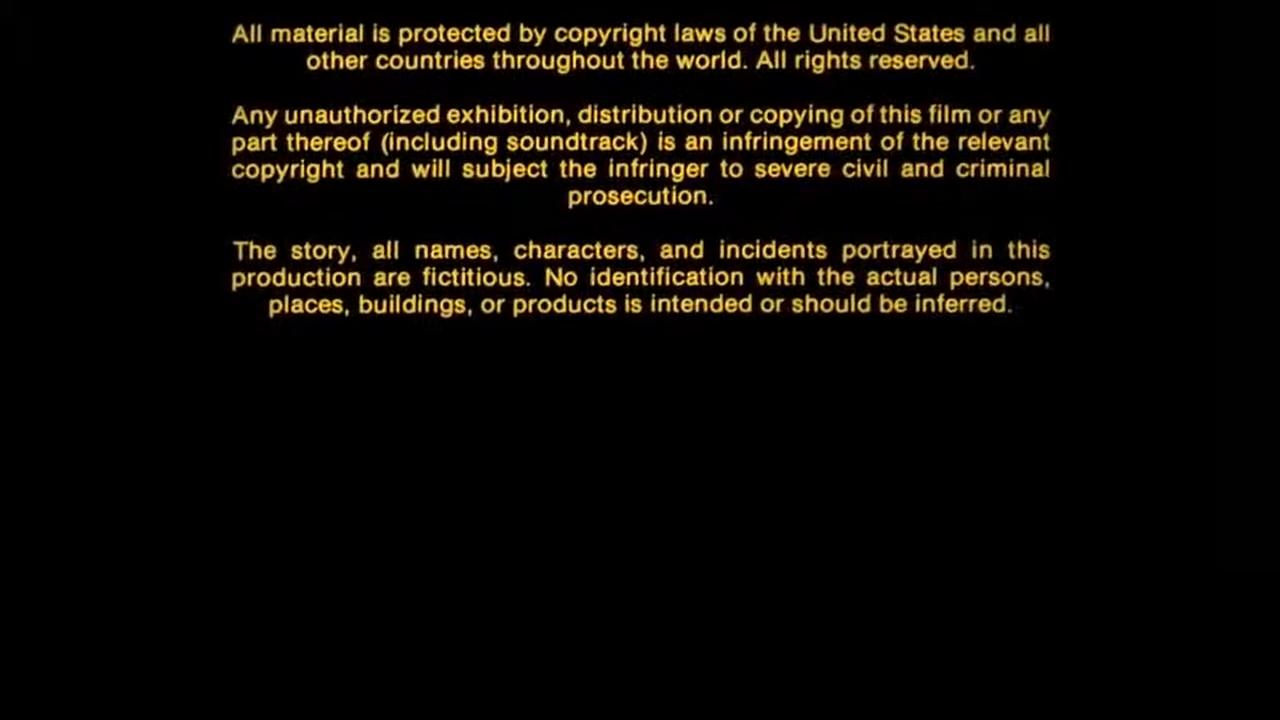 All material is protected by copyright laws of the United States and all
other countries throughout the world. All rights reserved.
Any unauthorized exhibition, distribution or copying of this film or any
part thereof (including soundtrack) is an infringement of the relevant
copyright and will subject the infringer to severe civil and criminal
prosecution.
The story, all names, characters, and incidents portrayed in this
production are fictitious. No identification with the actual persons,
places, buildings, or products is intended or should be inferred.